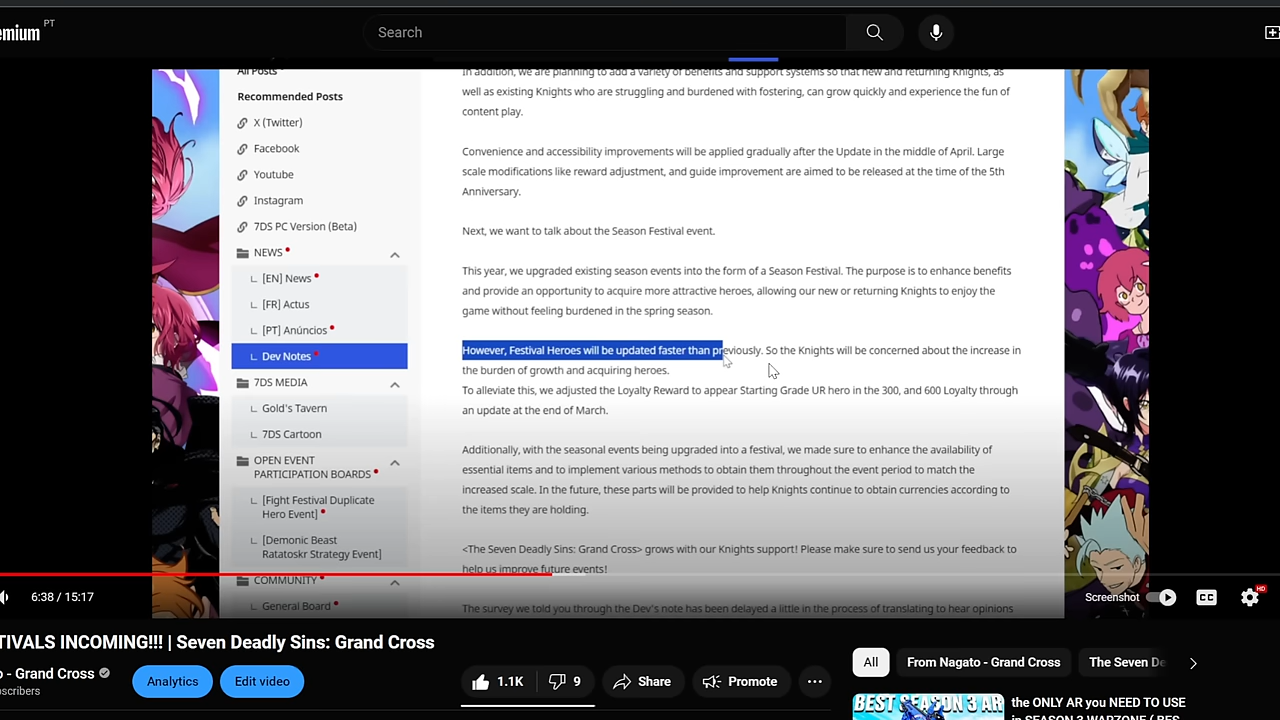 emium PT
Search
All Posts
Recommended Posts
X (Twitter)
Facebook
Youtube
Instagram
7DS PC Version (Beta)
NEWS
[EN] News
[FR] Actus
[PT] Anúncios
Dev Notes
7DS MEDIA
Gold's Tavern
7DS Cartoon
OPEN EVENT
PARTICIPATION BOARDS
[Fight Festival Duplicate
Hero Event]
[Demonic Beast
Ratatoskr Strategy Event]
COMMUNITY
General Board
In addition, we are planning to add a variety of benefits and support systems so that new and returning Knights, as
well as existing Knights who are struggling and burdened with fostering, can grow quickly and experience the fun of
content play.
Convenience and accessibility improvements will be applied gradually after the Update in the middle of April. Large
scale modifications like reward adjustment, and guide improvement are aimed to be released at the time of the 5th
Anniversary.
Next, we want to talk about the Season Festival event.
This year, we upgraded existing season events into the form of a Season Festival. The purpose is to enhance benefits
and provide an opportunity to acquire more attractive heroes, allowing our new or returning Knights to enjoy the
game without feeling burdened in the spring season.
However, Festival Heroes will be updated faster than previously. So the Knights will be concerned about the increase in
the burden of growth and acquiring heroes.
To alleviate this, we adjusted the Loyalty Reward to appear Starting Grade UR hero in the 300, and 600 Loyalty through
an update at the end of March.
Additionally, with the seasonal events being upgraded into a festival, we made sure to enhance the availability of
essential items and to implement various methods to obtain them throughout the event period to match the
increased scale. In the future, these parts will be provided to help Knights continue to obtain currencies according to
the items they are holding.
<The Seven Deadly Sins: Grand Cross> grows with our Knights support! Please make sure to send us your feedback to
help us improve future events!
The survey we told you through the Dev's note has been delayed a little in the process of translating to hear opinions
6:38 / 15:17
Screenshot
CC
HD
TIVALS INCOMING!!! | Seven Deadly Sins: Grand Cross
o - Grand Cross
bscribers
Analytics
Edit video
1.1K
9
Share
Promote
All
From Nagato - Grand Cross
The Seven De
BEST SEASON 3 AR
the ONLY AR you NEED TO USE
in SEASON 3 WARZONE ( BES